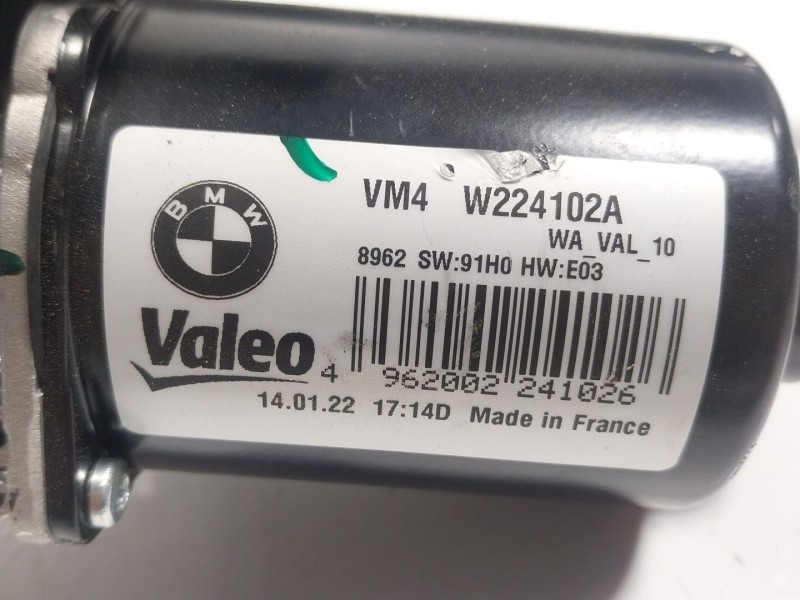 BMW
VM4 W224102A
WA_VAL_10
8962 SW:91H0 HW:E03
Valeo
4 962002 241026
14.01.22 17:14D Made in France